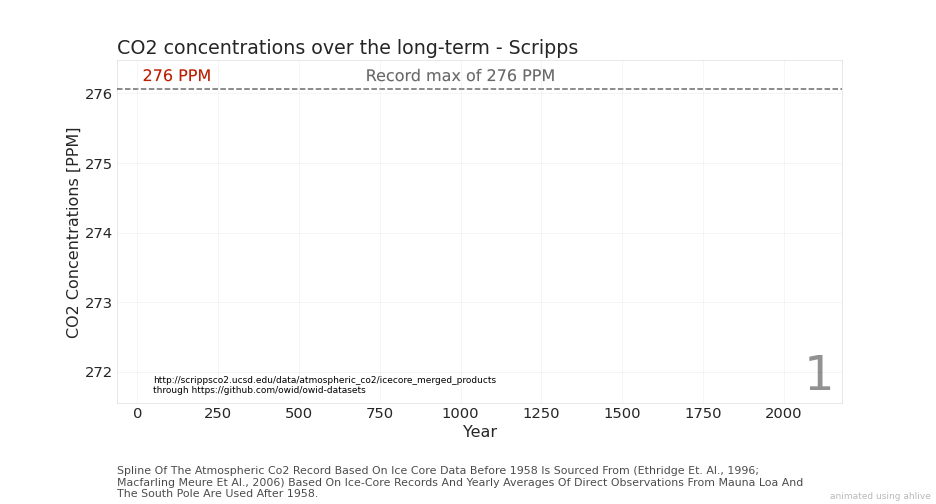 CO2 concentrations over the long-term - Scripps
276 PPM
Record max of 276 PPM
276
275
274
273
272
CO2 Concentrations [PPM]
http://scrippsco2.ucsd.edu/data/atmospheric_co2/icecore_merged_products
through https://github.com/owid/owid-datasets
1
0 250 500 750 1000 1250 1500 1750 2000
Year
Spline Of The Atmospheric Co2 Record Based On Ice Core Data Before 1958 Is Sourced From (Ethridge Et. Al., 1996;
Macfarling Meure Et Al., 2006) Based On Ice-Core Records And Yearly Averages Of Direct Observations From Mauna Loa And
The South Pole Are Used After 1958.
animated using ahlive